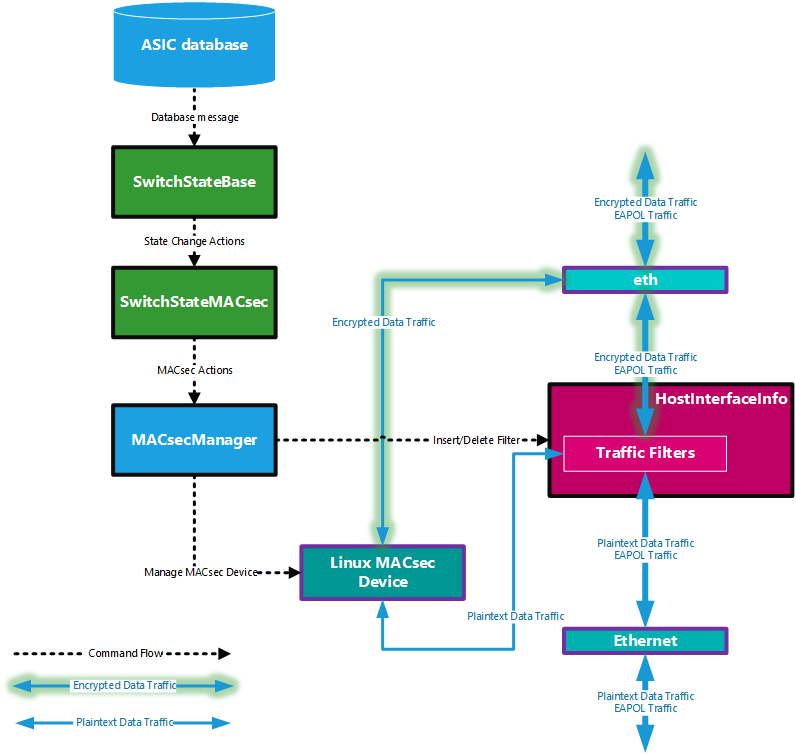 ASIC database
Database message
SwitchStateBase
State Change Actions
SwitchStateMACsec
MACsec Actions
MACsecManager
Insert/Delete Filter
Manage MACsec Device
Encrypted Data Traffic
EAPOL Traffic
eth
Encrypted Data Traffic
Encrypted Data Traffic
EAPOL Traffic
HostInterfaceInfo
Traffic Filters
Plaintext Data Traffic
EAPOL Traffic
Linux MACsec
Device
Plaintext Data Traffic
Ethernet
Plaintext Data Traffic
EAPOL Traffic
Command Flow
Encrypted Data Traffic
Plaintext Data Traffic